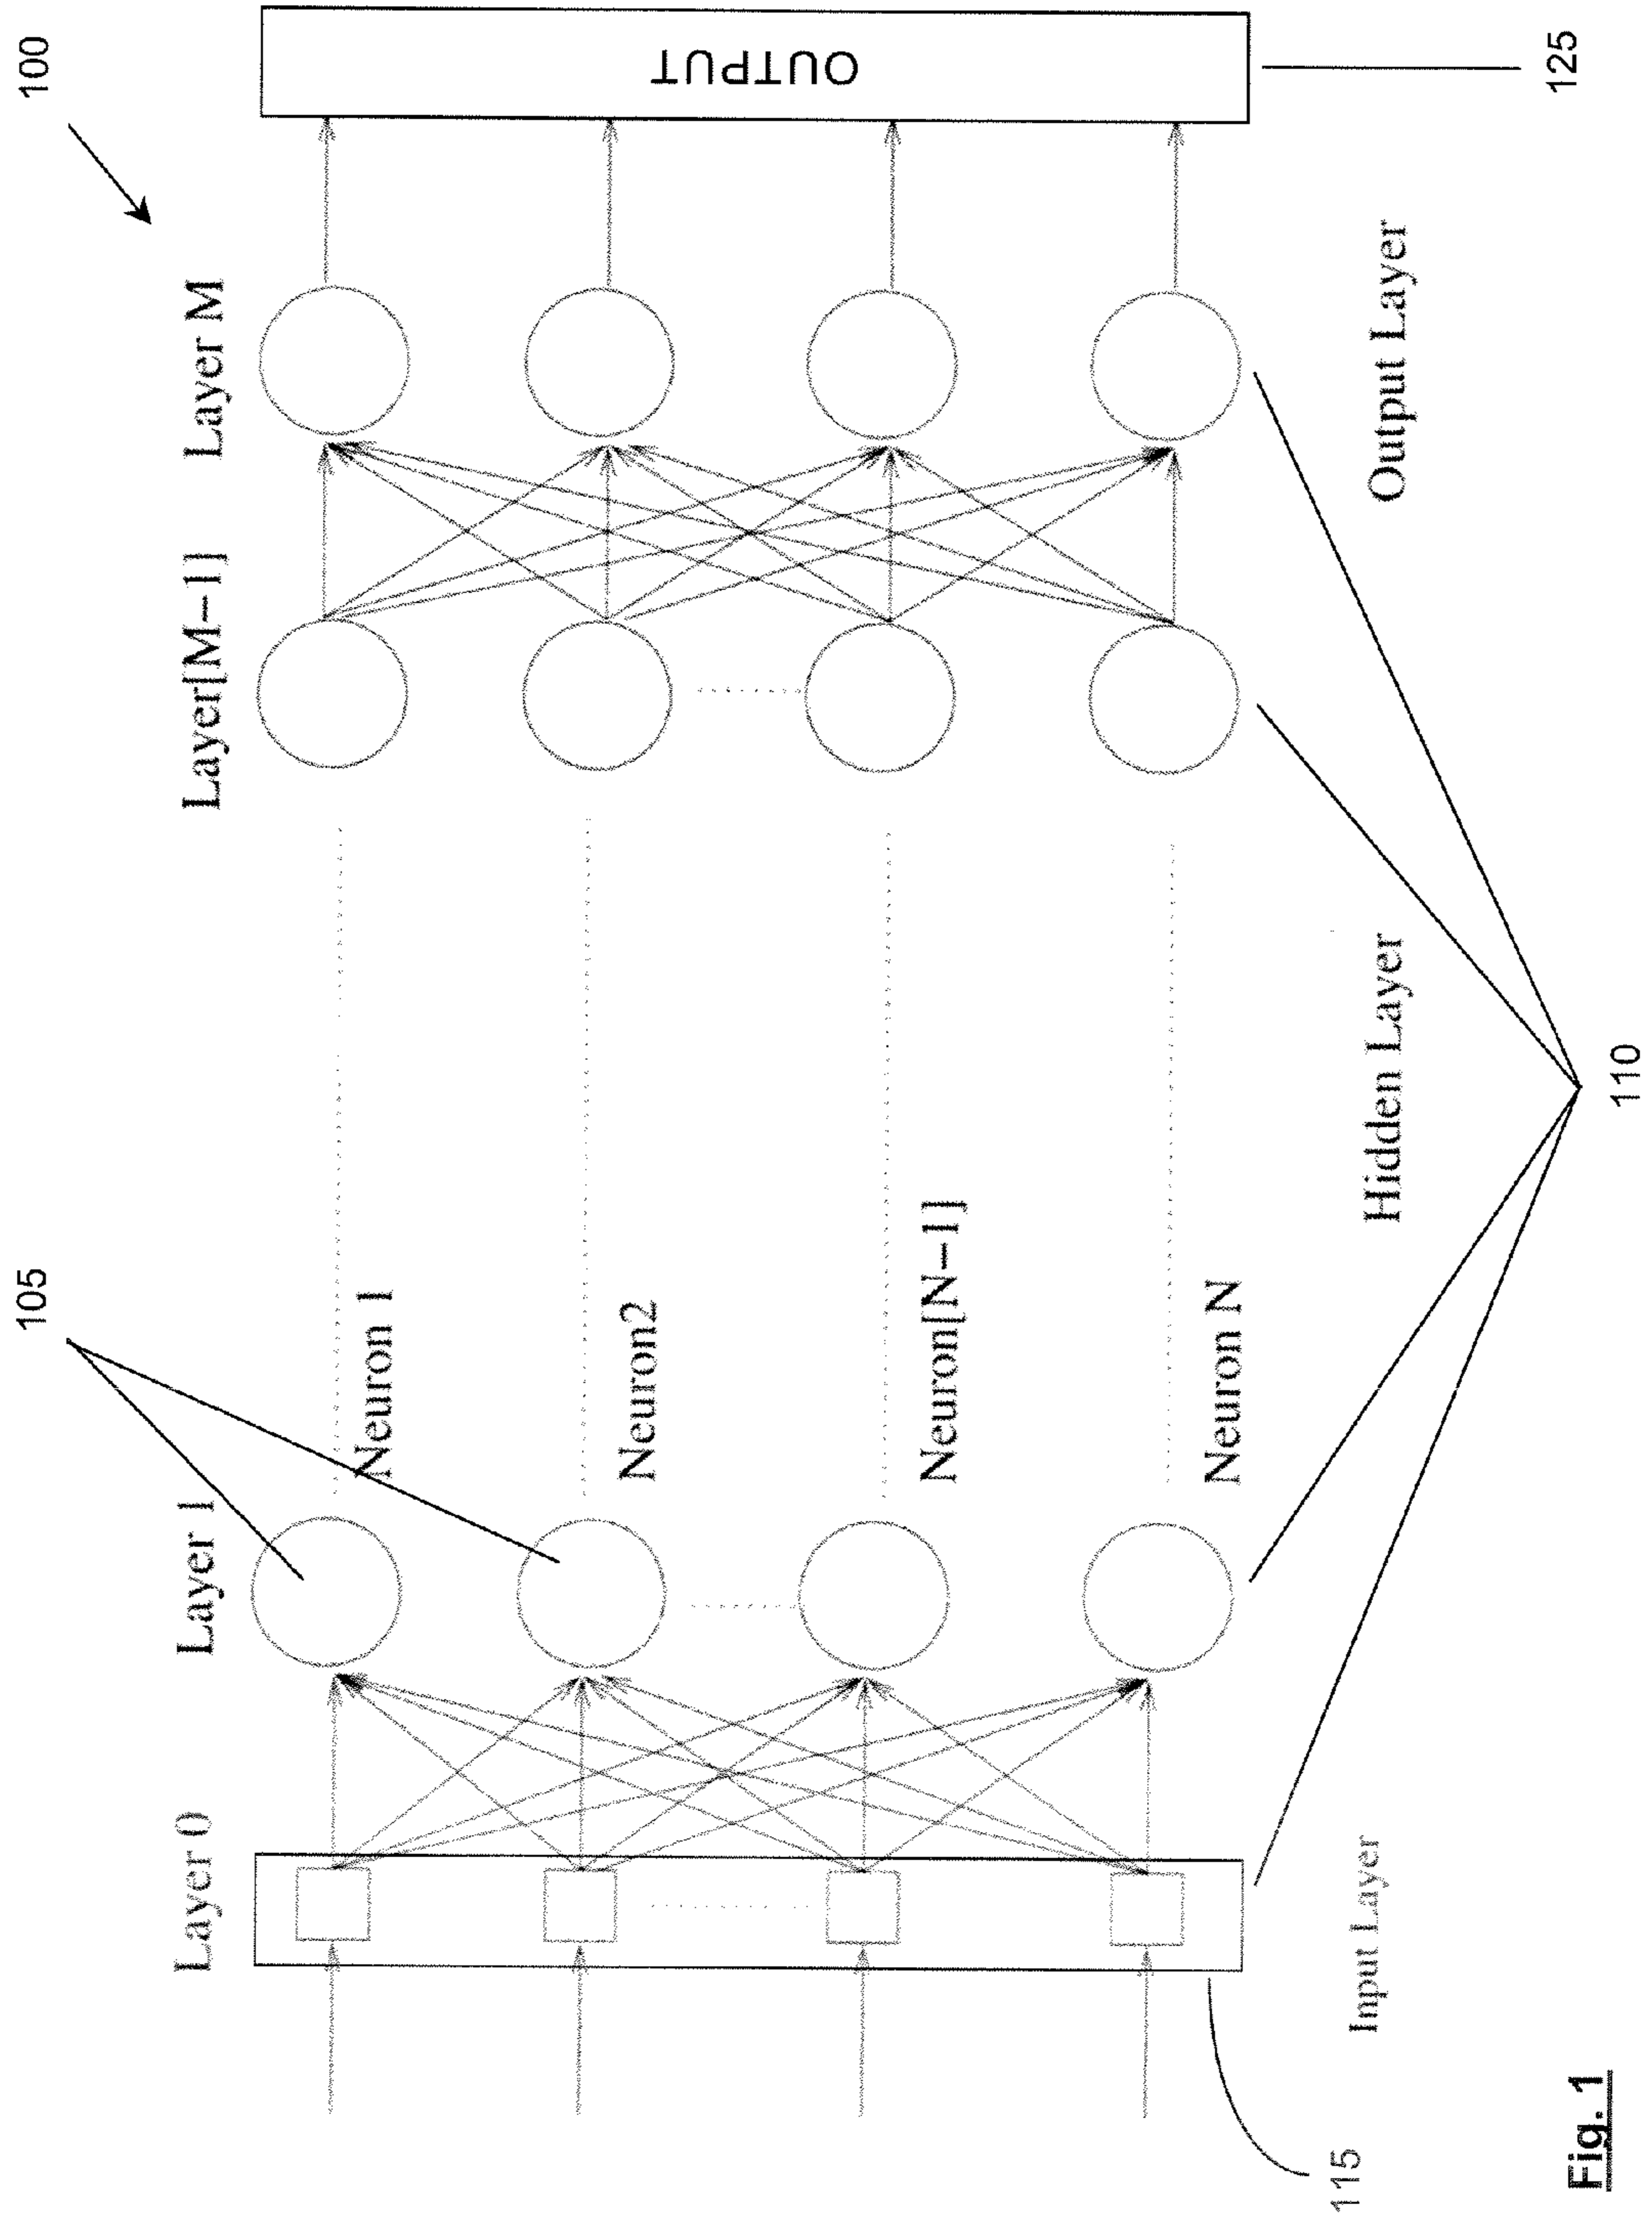 100
105
Layer 0
Layer 1
Layer[M−1]
Layer M
Neuron 1
Neuron2
Neuron[N−1]
Neuron N
OUTPUT
Input Layer
Hidden Layer
Output Layer
115
110
125
Fig. 1